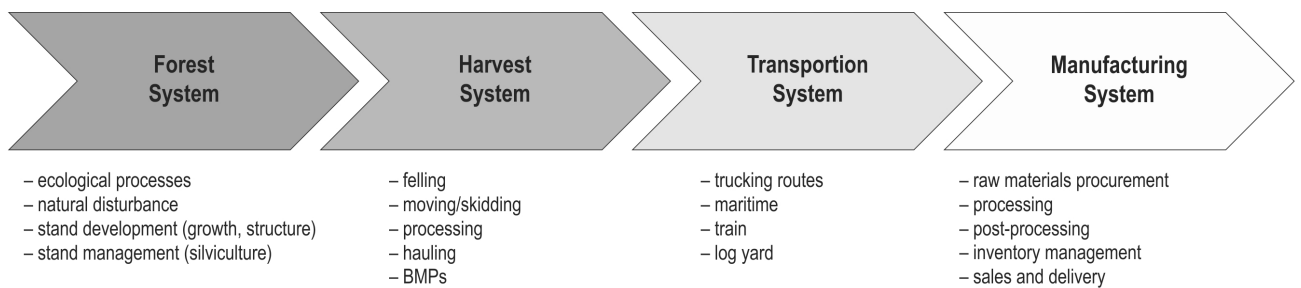 Forest
System
Harvest
System
Transportion
System
Manufacturing
System
– ecological processes
– natural disturbance
– stand development (growth, structure)
– stand management (silviculture)
– felling
– moving/skidding
– processing
– hauling
– BMPs
– trucking routes
– maritime
– train
– log yard
– raw materials procurement
– processing
– post-processing
– inventory management
– sales and delivery